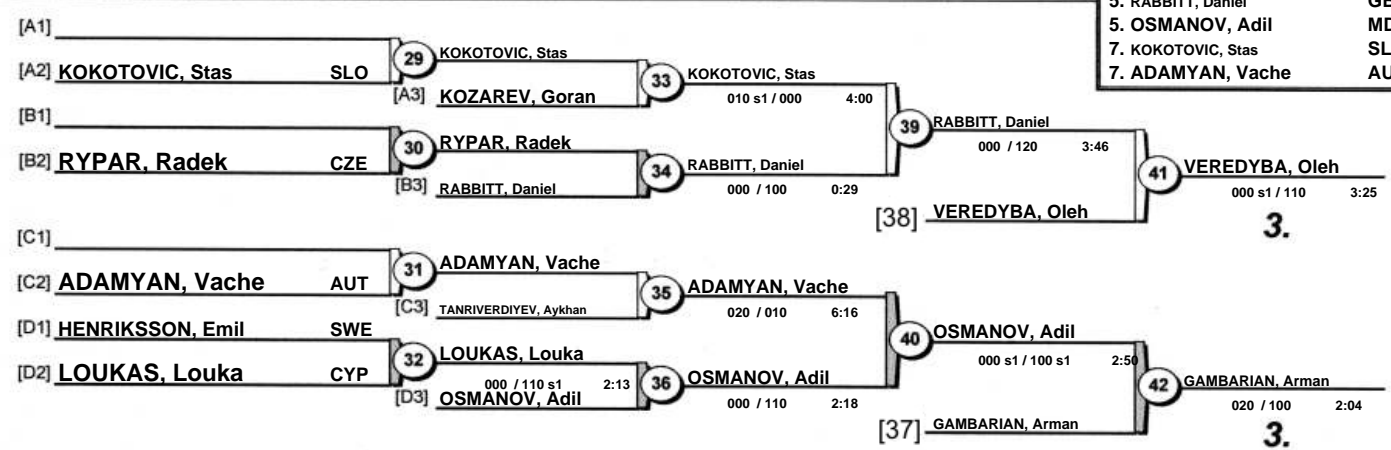 5. RABBITT, Daniel
5. OSMANOV, Adil
7. KOKOTOVIC, Stas
7. ADAMYAN, Vache
[A1]
[A2] KOKOTOVIC, Stas SLO
29
KOKOTOVIC, Stas
[A3] KOZAREV, Goran
33
KOKOTOVIC, Stas
010 s1 / 000 4:00
[B1]
[B2] RYPAR, Radek CZE
30
RYPAR, Radek
[B3] RABBITT, Daniel
34
RABBITT, Daniel
000 / 100 0:29
39
RABBITT, Daniel
000 / 120 3:46
[38] VEREDYBA, Oleh
41
VEREDYBA, Oleh
000 s1 / 110 3:25
3.
[C1]
[C2] ADAMYAN, Vache AUT
31
ADAMYAN, Vache
[C3] TANRIVERDIYEV, Aykhan
35
ADAMYAN, Vache
020 / 010 6:16
[D1] HENRIKSSON, Emil SWE
[D2] LOUKAS, Louka CYP
32
LOUKAS, Louka
000 / 110 s1 2:13
[D3] OSMANOV, Adil
36
OSMANOV, Adil
000 / 110 2:18
40
OSMANOV, Adil
000 s1 / 100 s1 2:50
[37] GAMBARIAN, Arman
42
GAMBARIAN, Arman
020 / 100 2:04
3.